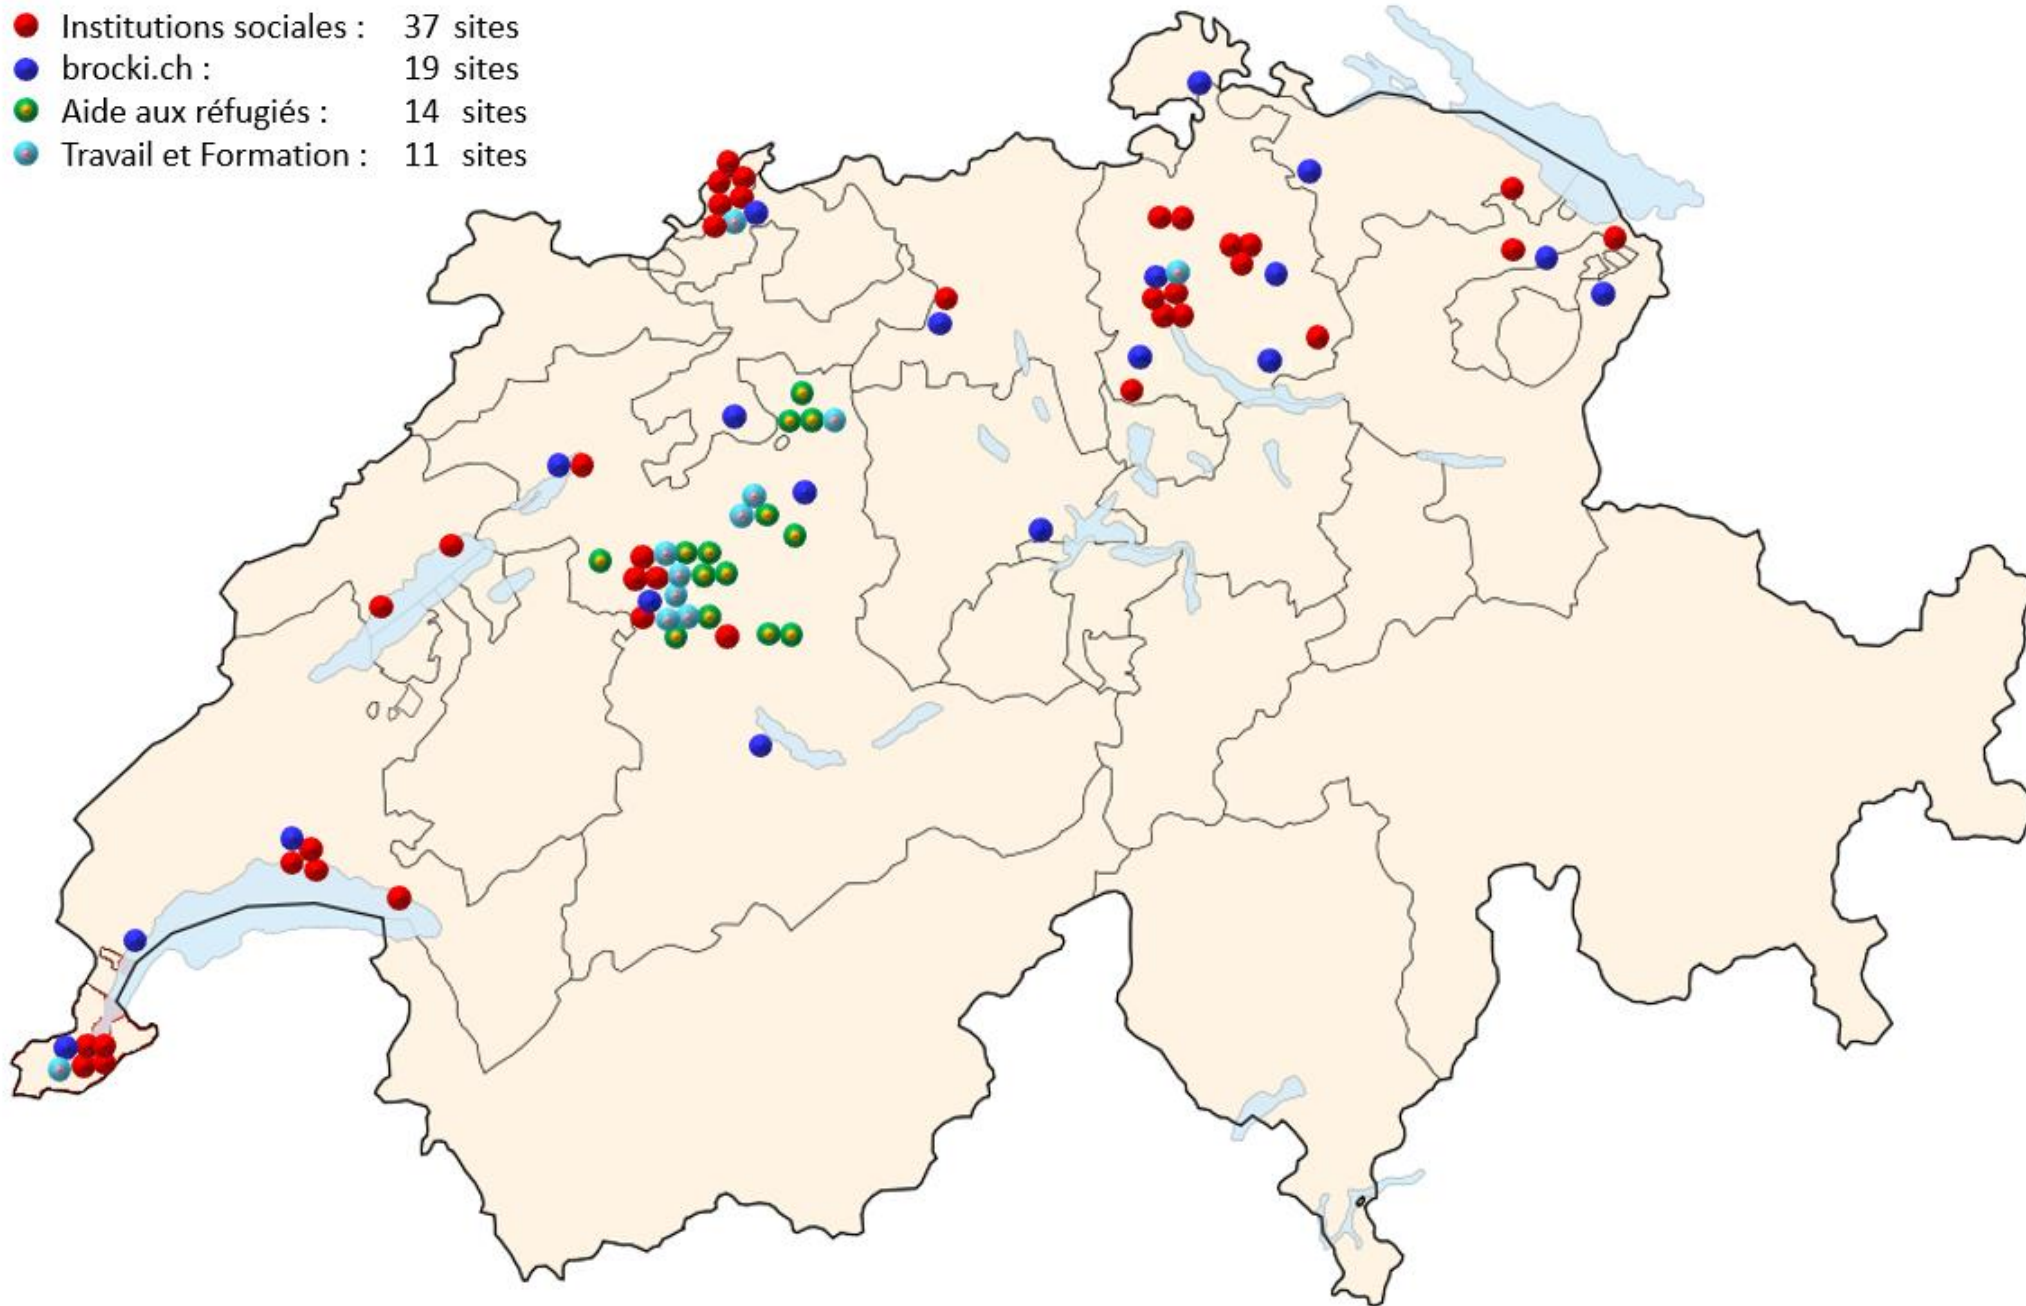 Institutions sociales : 37 sites
brocki.ch : 19 sites
Aide aux réfugiés : 14 sites
Travail et Formation : 11 sites